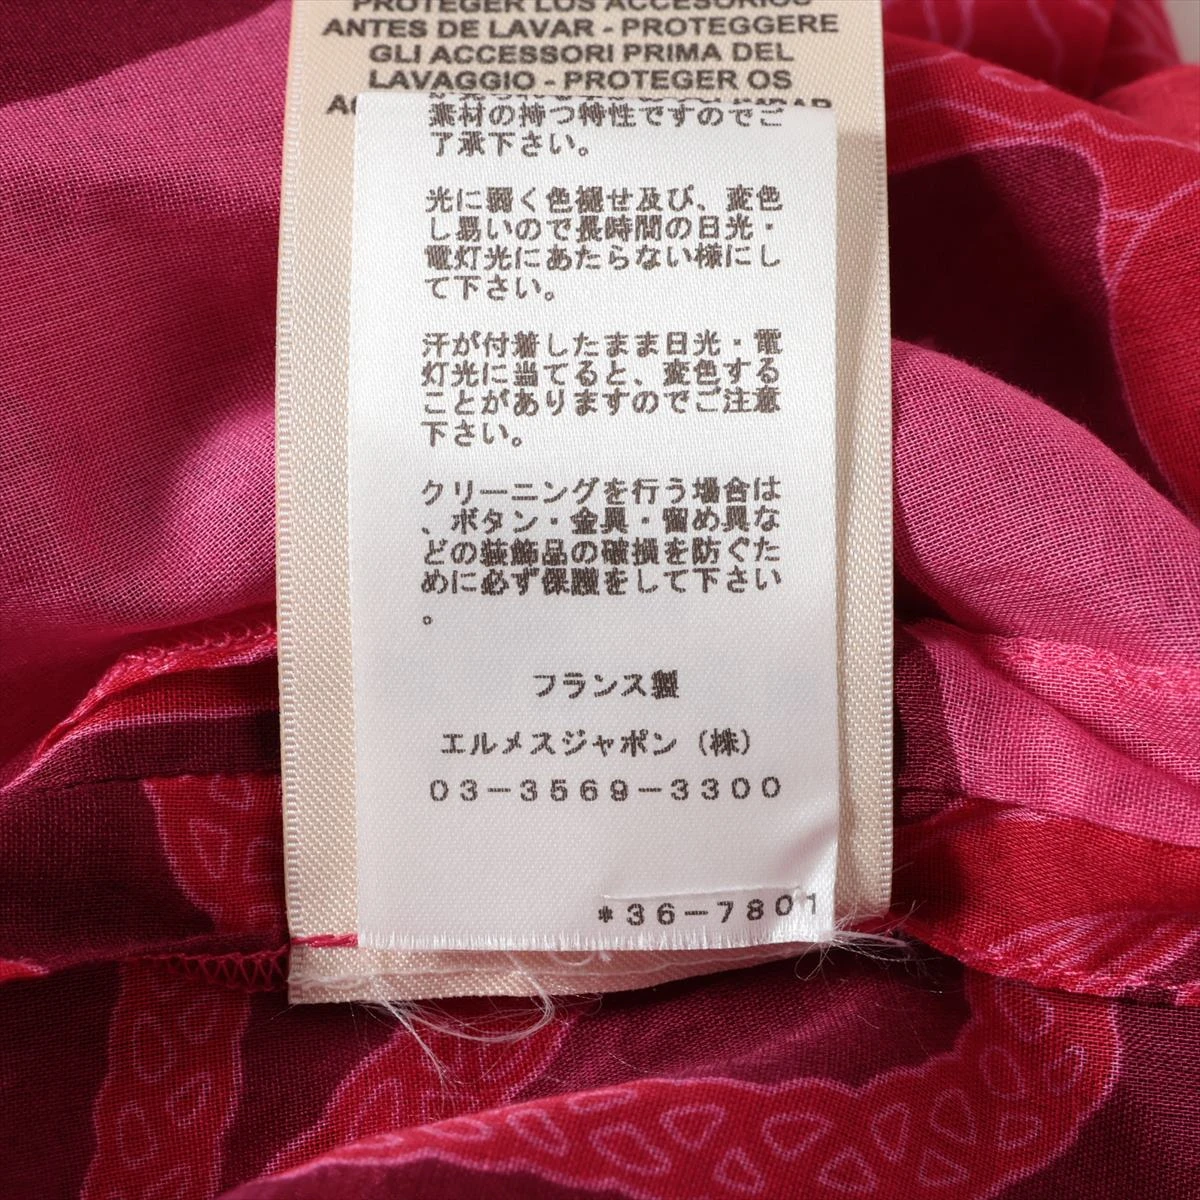 PROTEGER LOS ACCESORIOS
ANTES DE LAVAR - PROTEGGERE
GLI ACCESSORI PRIMA DEL
LAVAGGIO - PROTEGER OS
素材の持つ特性ですのでご
了承下さい。
光に弱く色褪せ及び、変色
し易いので長時間の日光・
電灯光にあたらない様にし
て下さい。
汗が付着したまま日光・電
灯光に当てると、変色する
ことがありますのでご注意
下さい。
クリーニングを行う場合は
、ボタン・金具・留め具な
どの装飾品の破損を防ぐた
めに必ず保護をして下さい
。
フランス製
エルメスジャポン（株）
03-3569-3300
*36-7801